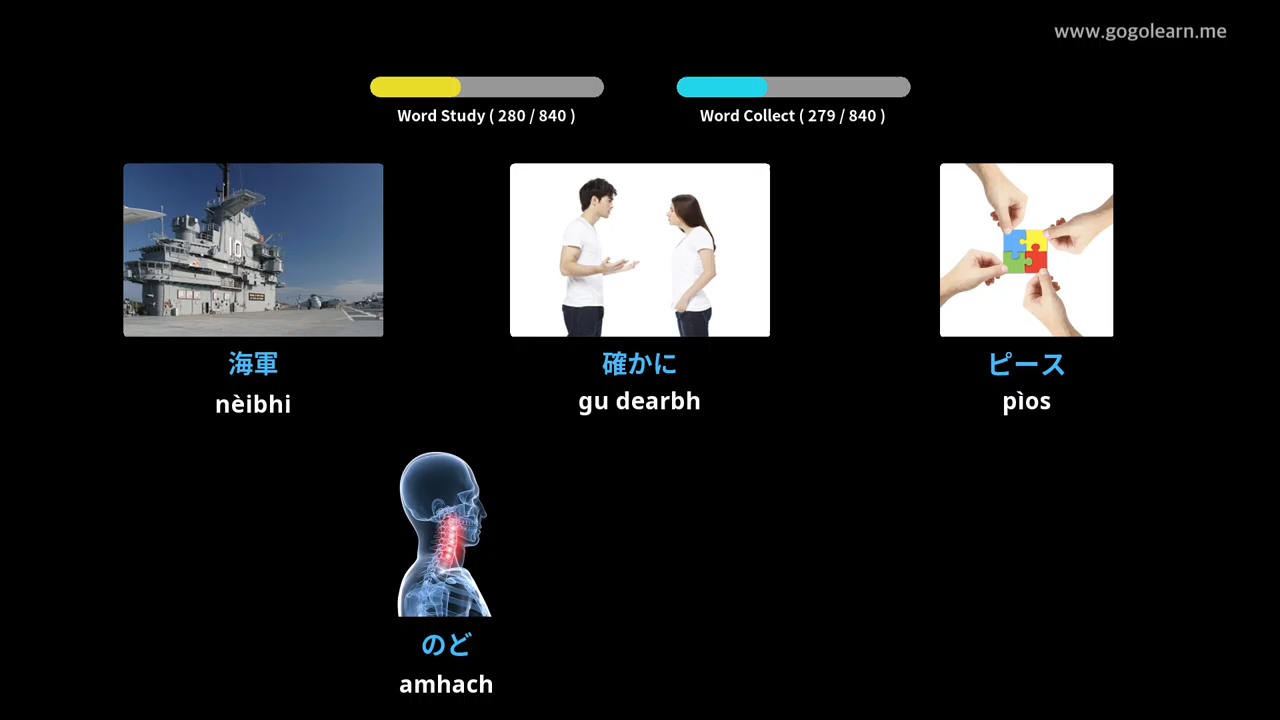 www.gogolearn.me
Word Study ( 280 / 840 )
Word Collect ( 279 / 840 )
10
海軍
確かに
ピース
nèibhi
gu dearbh
pìos
のど
amhach